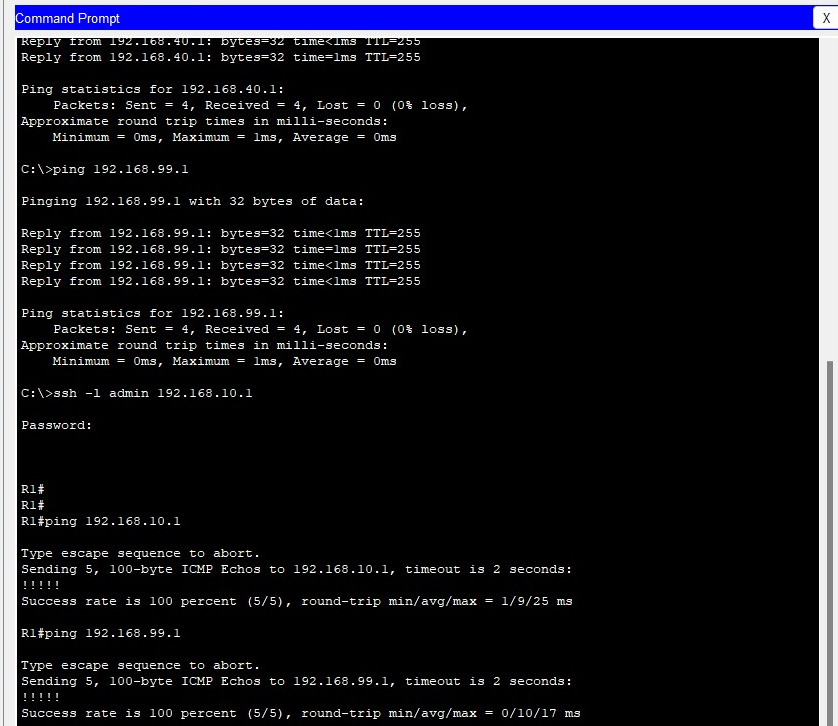 Command Prompt
X
Reply from 192.168.40.1: bytes=32 time<1ms TTL=255
Reply from 192.168.40.1: bytes=32 time=1ms TTL=255
Ping statistics for 192.168.40.1:
Packets: Sent = 4, Received = 4, Lost = 0 (0% loss),
Approximate round trip times in milli-seconds:
Minimum = 0ms, Maximum = 1ms, Average = 0ms
C:\>ping 192.168.99.1
Pinging 192.168.99.1 with 32 bytes of data:
Reply from 192.168.99.1: bytes=32 time<1ms TTL=255
Reply from 192.168.99.1: bytes=32 time=1ms TTL=255
Reply from 192.168.99.1: bytes=32 time<1ms TTL=255
Reply from 192.168.99.1: bytes=32 time<1ms TTL=255
Ping statistics for 192.168.99.1:
Packets: Sent = 4, Received = 4, Lost = 0 (0% loss),
Approximate round trip times in milli-seconds:
Minimum = 0ms, Maximum = 1ms, Average = 0ms
C:\>ssh -l admin 192.168.10.1
Password:
R1#
R1#
R1#ping 192.168.10.1
Type escape sequence to abort.
Sending 5, 100-byte ICMP Echos to 192.168.10.1, timeout is 2 seconds:
!!!!!
Success rate is 100 percent (5/5), round-trip min/avg/max = 1/9/25 ms
R1#ping 192.168.99.1
Type escape sequence to abort.
Sending 5, 100-byte ICMP Echos to 192.168.99.1, timeout is 2 seconds:
!!!!!
Success rate is 100 percent (5/5), round-trip min/avg/max = 0/10/17 ms